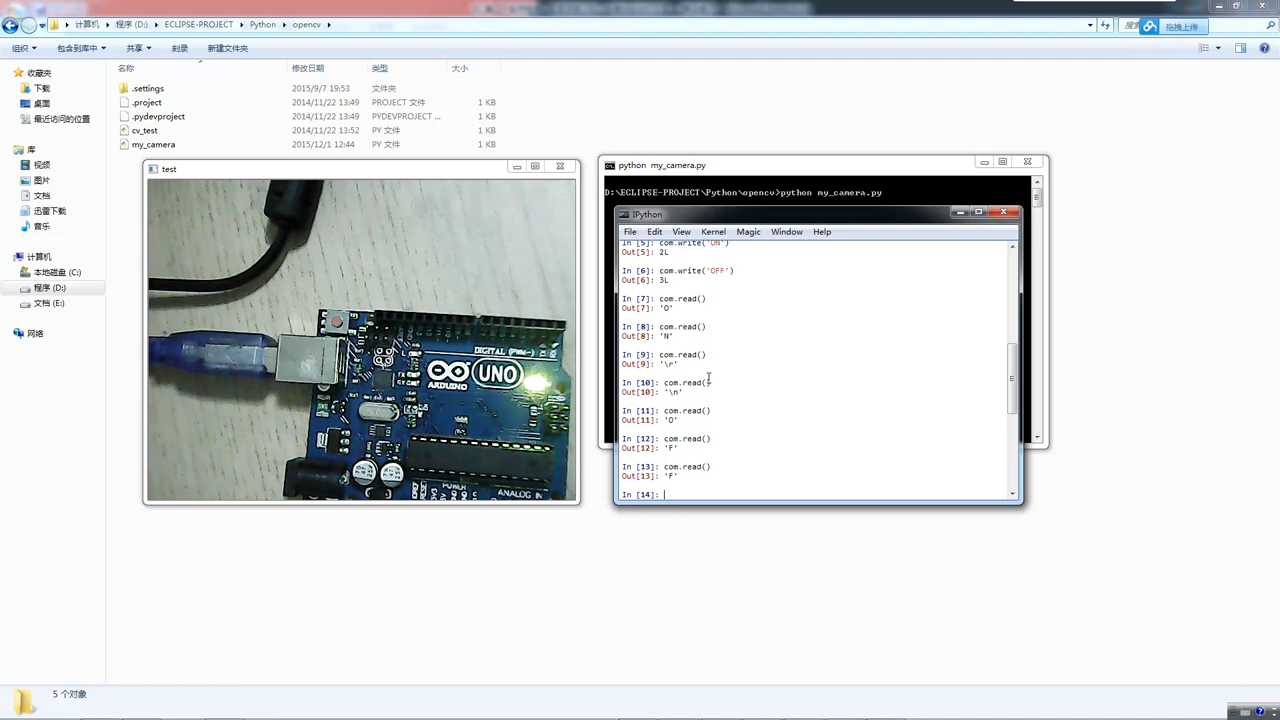 计算机 ▸ 程序 (D:) ▸ ECLIPSE-PROJECT ▸ Python ▸ opencv ▸
拖拽上传
组织 包含到库中 共享 刻录 新建文件夹
收藏夹
下载
桌面
最近访问的位置
库
视频
图片
文档
迅雷下载
音乐
计算机
本地磁盘 (C:)
程序 (D:)
文档 (E:)
网络
名称 修改日期 类型 大小
.settings 2015/9/7 19:53 文件夹
.project 2014/11/22 13:49 PROJECT 文件 1 KB
.pydevproject 2014/11/22 13:49 PYDEVPROJECT ... 1 KB
cv_test 2014/11/22 13:52 PY 文件 1 KB
my_camera 2015/12/1 12:44 PY 文件 1 KB
test
DIGITAL (PWM~)
UNO
ARDUINO
POWER
ANALOG IN
python my_camera.py
D:\ECLIPSE-PROJECT\Python\opencv>python my_camera.py
IPython
File Edit View Kernel Magic Window Help
In [5]: com.write('ON')
Out[5]: 2L
In [6]: com.write('OFF')
Out[6]: 3L
In [7]: com.read()
Out[7]: 'O'
In [8]: com.read()
Out[8]: 'N'
In [9]: com.read()
Out[9]: '\r'
In [10]: com.read()
Out[10]: '\n'
In [11]: com.read()
Out[11]: 'O'
In [12]: com.read()
Out[12]: 'F'
In [13]: com.read()
Out[13]: 'F'
In [14]:
5 个对象